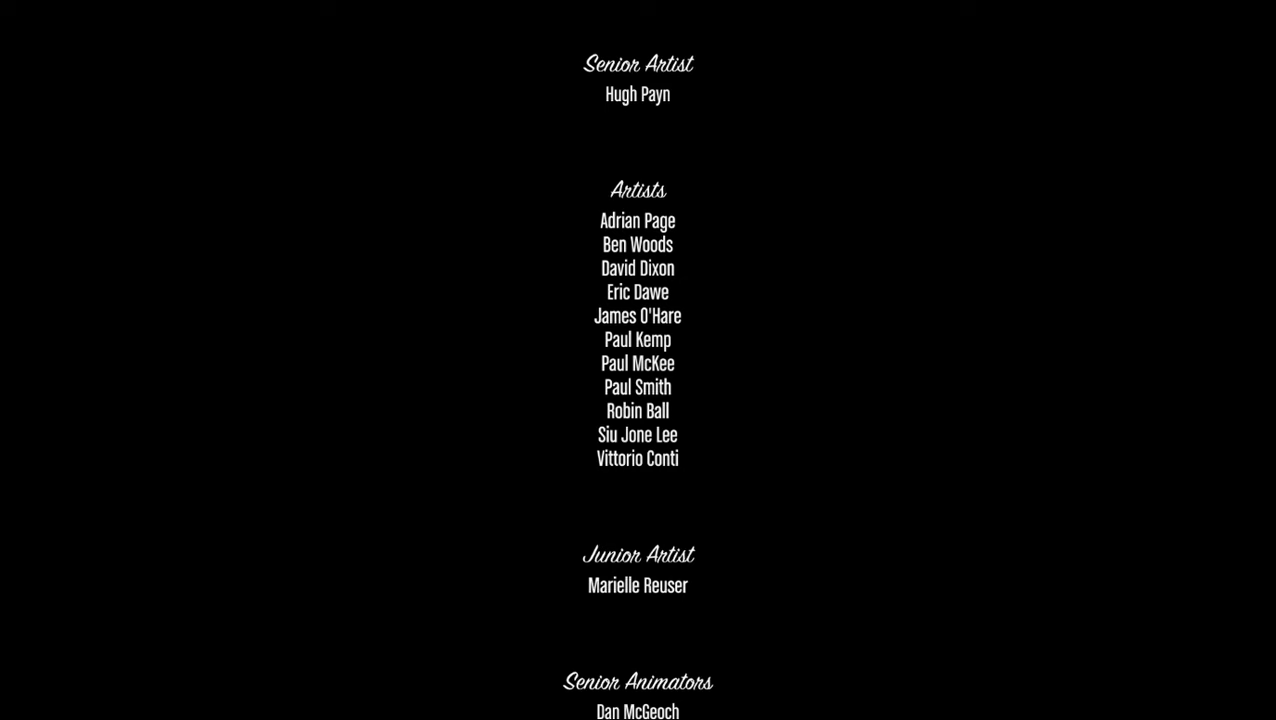 Senior Artist
Hugh Payn
Artists
Adrian Page
Ben Woods
David Dixon
Eric Dawe
James O'Hare
Paul Kemp
Paul McKee
Paul Smith
Robin Ball
Siu Jone Lee
Vittorio Conti
Junior Artist
Marielle Reuser
Senior Animators
Dan McGeoch